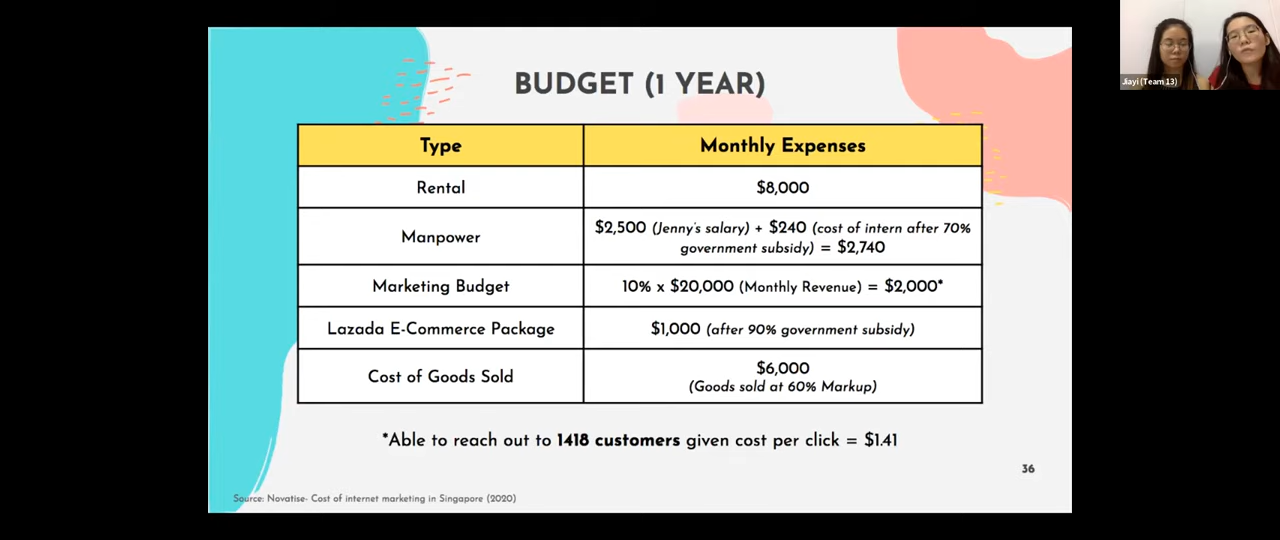 BUDGET (1 YEAR)
Type
Monthly Expenses
Rental
$8,000
Manpower
$2,500 (Jenny's salary) + $240 (cost of intern after 70%
government subsidy) = $2,740
Marketing Budget
10% x $20,000 (Monthly Revenue) = $2,000*
Lazada E-Commerce Package
$1,000 (after 90% government subsidy)
Cost of Goods Sold
$6,000
(Goods sold at 60% Markup)
*Able to reach out to 1418 customers given cost per click = $1.41
36
Source: Novatise- Cost of internet marketing in Singapore (2020)
Jiayi (Team 13)